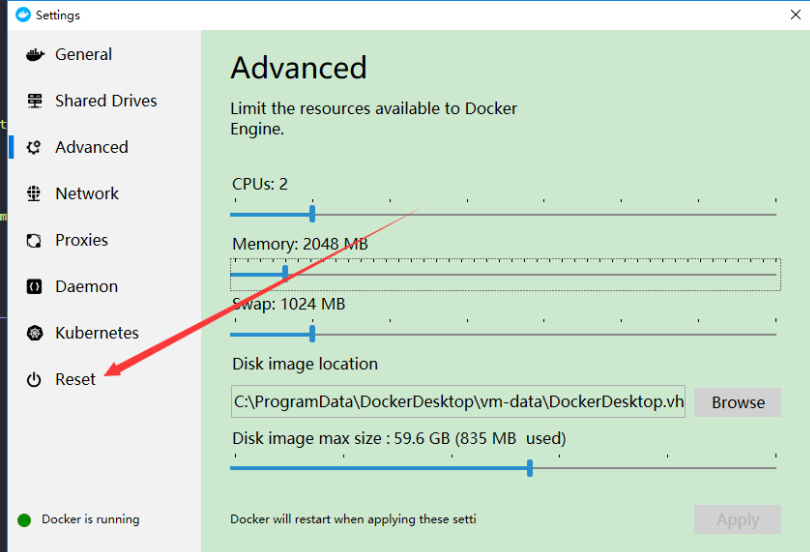 Settings
General
Shared Drives
Advanced
Network
Proxies
Daemon
Kubernetes
Reset
Docker is running
Advanced
Limit the resources available to Docker
Engine.
CPUs: 2
Memory: 2048 MB
Swap: 1024 MB
Disk image location
C:\ProgramData\DockerDesktop\vm-data\DockerDesktop.vh
Browse
Disk image max size : 59.6 GB (835 MB used)
Docker will restart when applying these setti
Apply
t
m